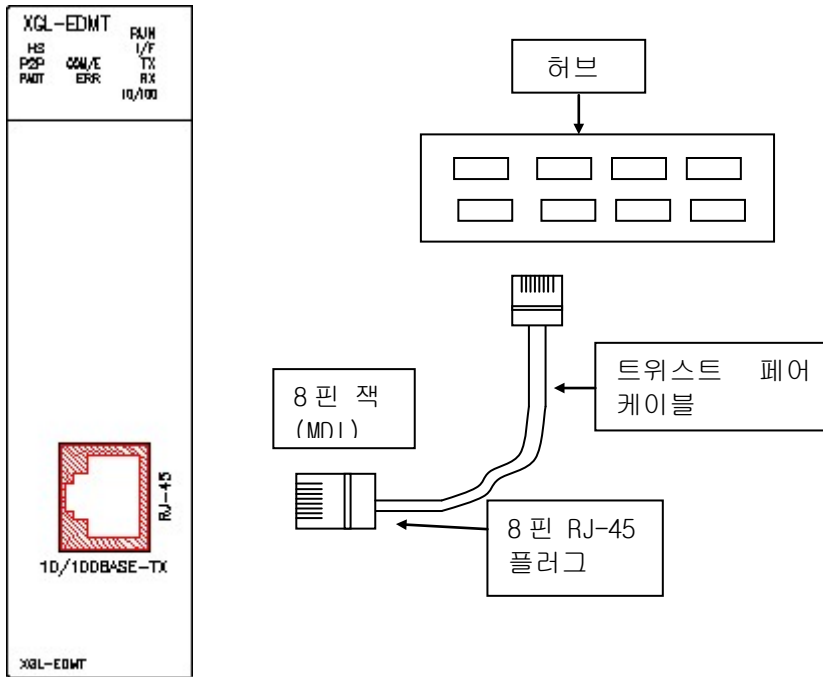 XGL-EDMT
RUN
HS I/F
P2P COM/E TX
PADT ERR RX
10/100
허브
트위스트 페어
케이블
8핀 잭
(MDI)
RJ-45
8핀 RJ-45
플러그
10/100BASE-TX
XGL-EDMT